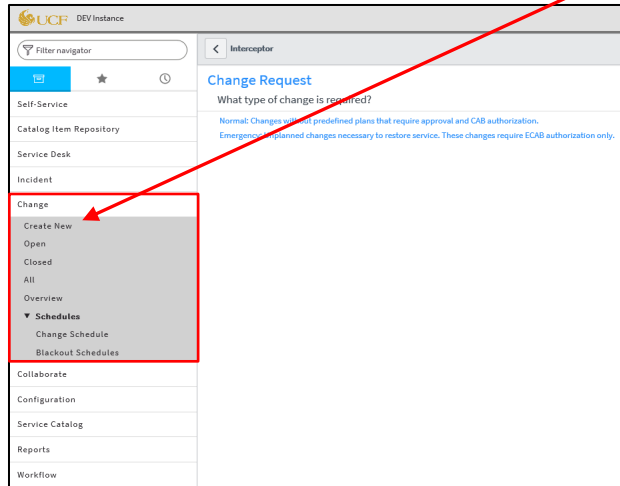 UCF DEV Instance
Filter navigator
Interceptor
Change Request
What type of change is required?
Normal: Changes without predefined plans that require approval and CAB authorization.
Emergency: Unplanned changes necessary to restore service. These changes require ECAB authorization only.
Self-Service
Catalog Item Repository
Service Desk
Incident
Change
Create New
Open
Closed
All
Overview
▼ Schedules
Change Schedule
Blackout Schedules
Collaborate
Configuration
Service Catalog
Reports
Workflow